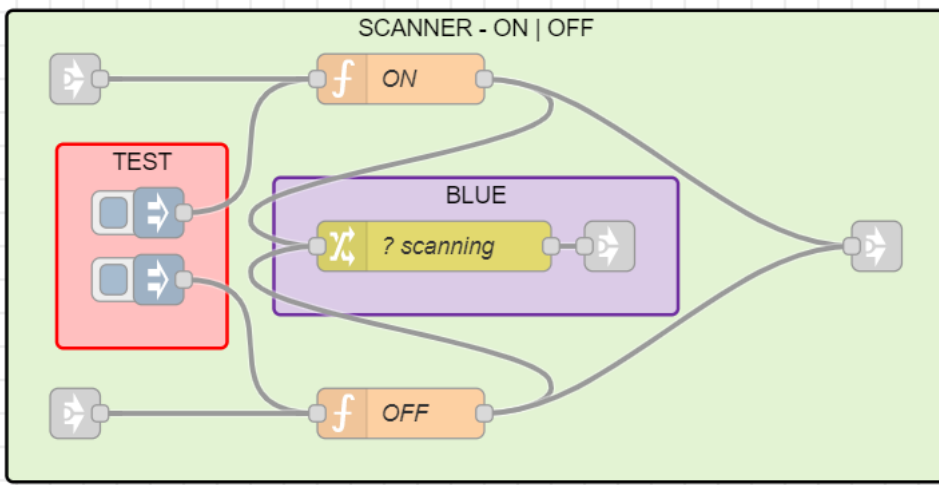 SCANNER - ON | OFF
ON
TEST
BLUE
? scanning
OFF